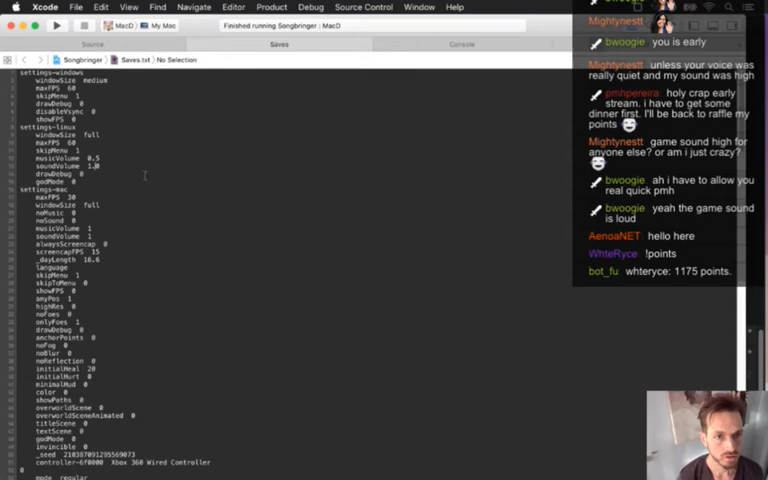 Xcode File Edit View Find Navigate Editor Product Debug Source Control Window Help
MacD My Mac
Finished running Songbringer : MacD
Source
Saves
Console
Songbringer Saves.txt No Selection
settings-windows
windowSize medium
maxFPS 60
skipMenu 1
drawDebug 0
disableVsync 0
showFPS 0
settings-linux
windowSize full
maxFPS 60
skipMenu 1
musicVolume 0.5
soundVolume 1.0
drawDebug 0
godMode 0
settings-mac
maxFPS 30
windowSize full
noMusic 0
noSound 0
musicVolume 1
soundVolume 1
alwaysScreencap 0
screencapFPS 15
_dayLength 16.6
language
skipMenu 1
skipToMenu 0
showFPS 0
anyPos 1
highRes 0
noFoes 0
onlyFoes 1
drawDebug 0
anchorPoints 0
noFog 0
noBlur 0
noReflection 0
initialHeal 20
initialHurt 0
minimalHud 0
color 0
showPaths 0
overworldScene 0
overworldSceneAnimated 0
titleScene 0
textScene 0
godMode 0
invincible 0
_seed 210387091295569073
controller-6f0000 Xbox 360 Wired Controller
0
mode regular
Mightynestt
bwoogie you is early
Mightynestt unless your voice was
really quiet and my sound was high
pmhpereira holy crap early
stream. i have to get some
dinner first. I'll be back to raffle my
points
Mightynestt game sound high for
anyone else? or am i just crazy?
bwoogie ah i have to allow you
real quick pmh
bwoogie yeah the game sound
is loud
AenoaNET hello here
WhteRyce !points
bot_fu whteryce: 1175 points.